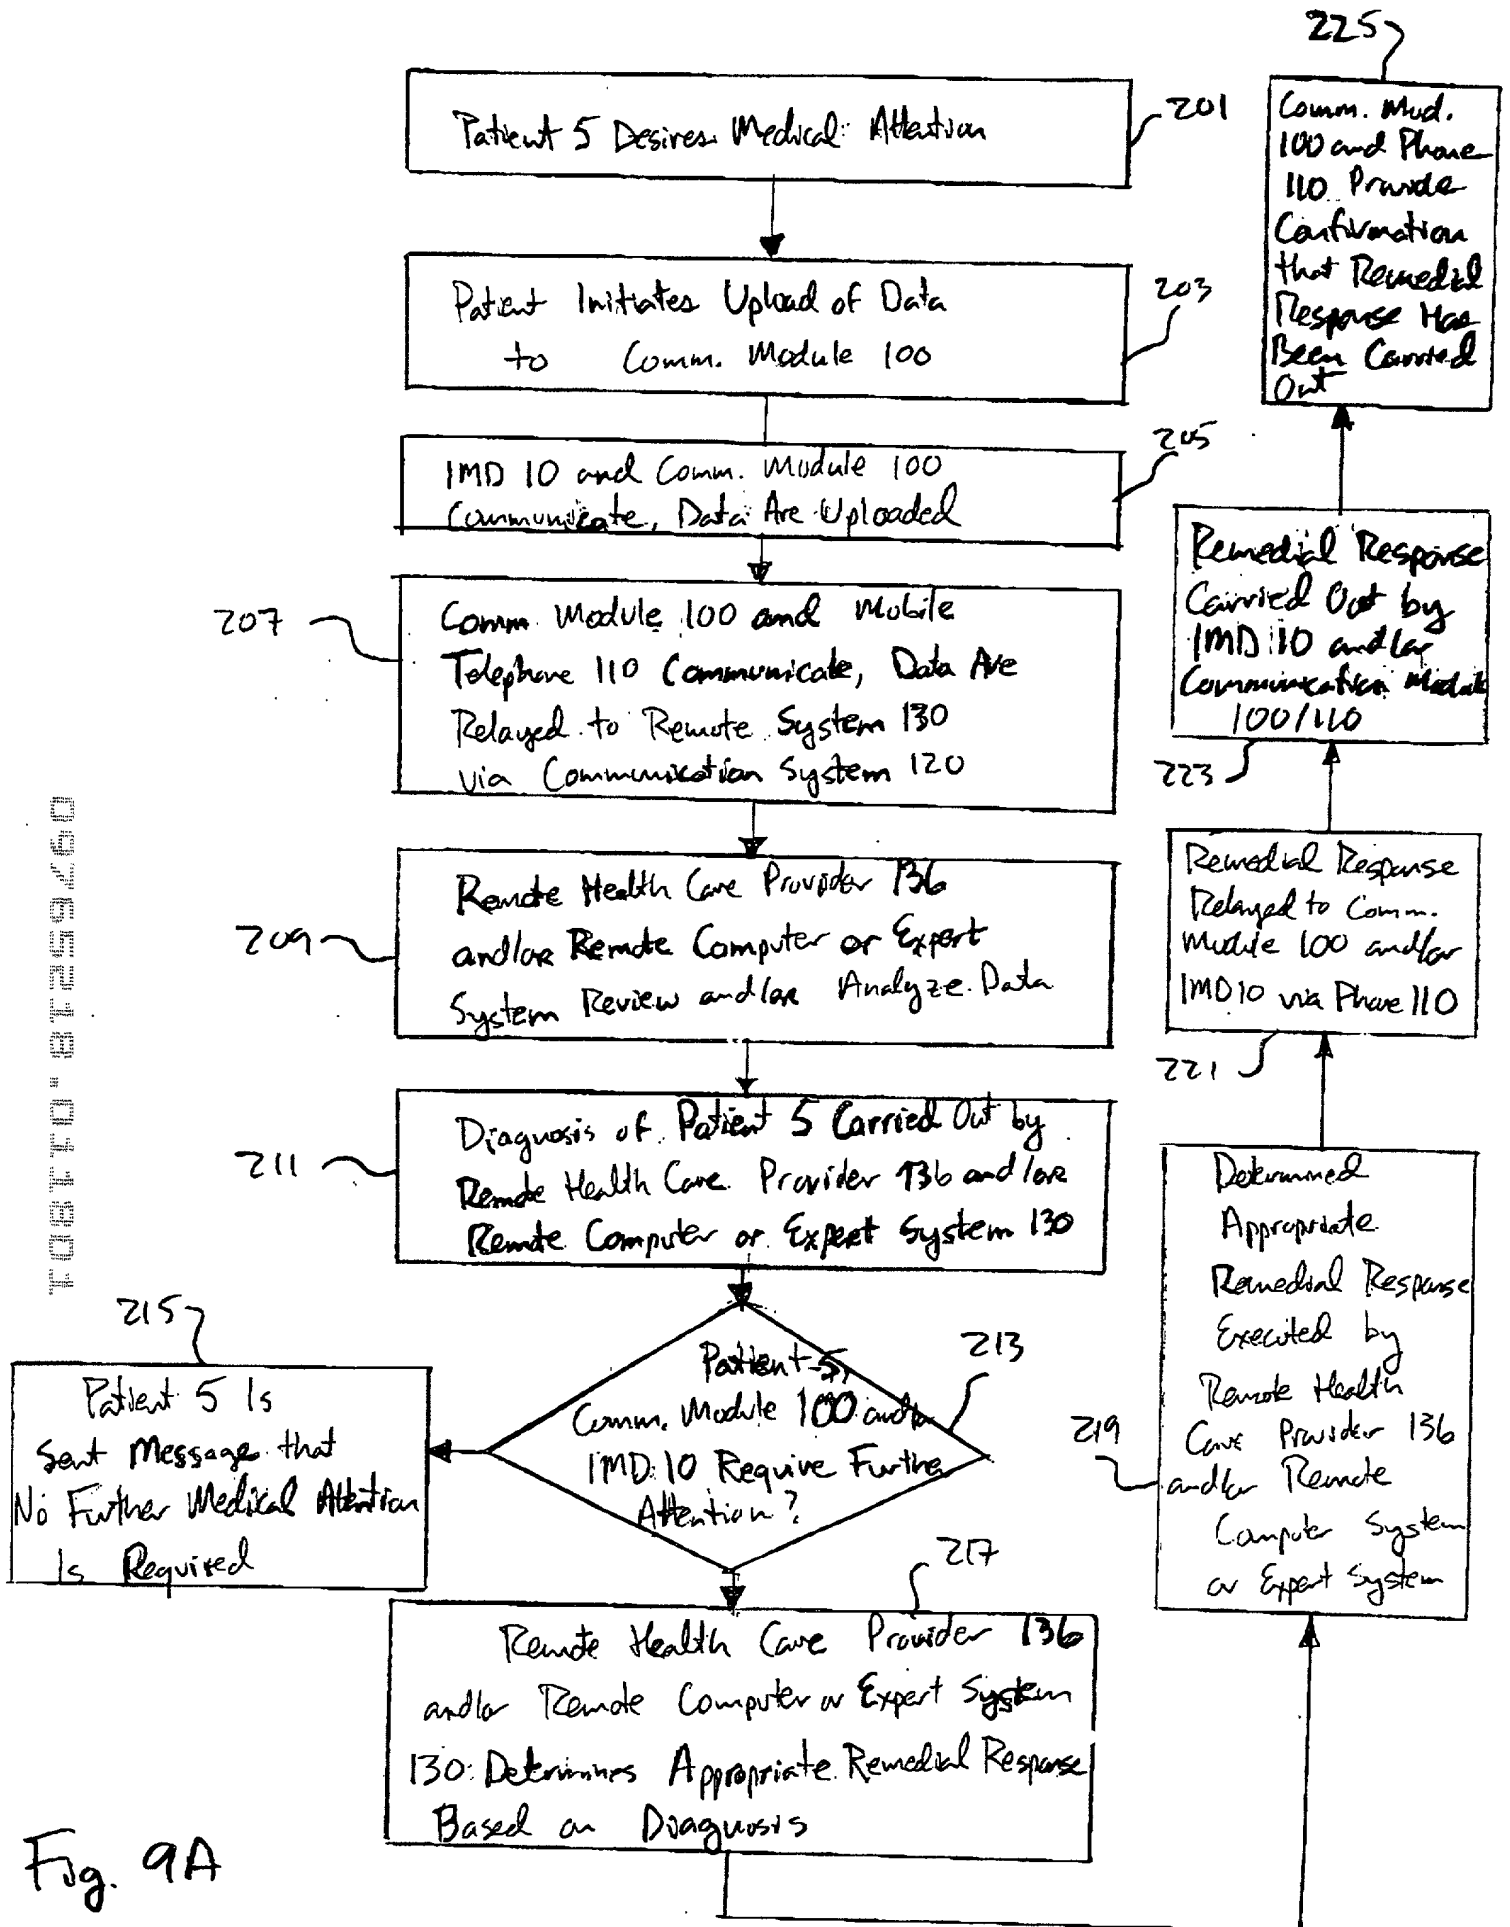 201
Patient 5 Desires Medical Attention
203
Patient Initiates Upload of Data
to Comm. Module 100
205
IMD 10 and Comm. Module 100
Communicate, Data Are Uploaded
207
Comm Module 100 and Mobile
Telephone 110 Communicate, Data Are
Relayed to Remote System 130
via Communication System 120
209
Remote Health Care Provider 136
and/or Remote Computer or Expert
System Review and/or Analyze Data
211
Diagnosis of Patient 5 Carried Out by
Remote Health Care Provider 136 and/or
Remote Computer or Expert System 130
213
Patient 5,
Comm. Module 100 and/or
IMD 10 Require Further
Attention?
215
Patient 5 Is
Sent Message that
No Further Medical Attention
Is Required
217
Remote Health Care Provider 136
and/or Remote Computer or Expert System
130 Determines Appropriate Remedial Response
Based on Diagnosis
219
Determined
Appropriate
Remedial Response
Executed by
Remote Health
Care Provider 136
and/or Remote
Computer System
or Expert System
221
Remedial Response
Relayed to Comm.
Module 100 and/or
IMD 10 via Phone 110
223
Remedial Response
Carried Out by
IMD 10 and/or
Communication Module
100/110
225
Comm. Mod.
100 and Phone
110 Provide
Confirmation
that Remedial
Response Has
Been Carried
Out
09725881.101801
Fig. 9A